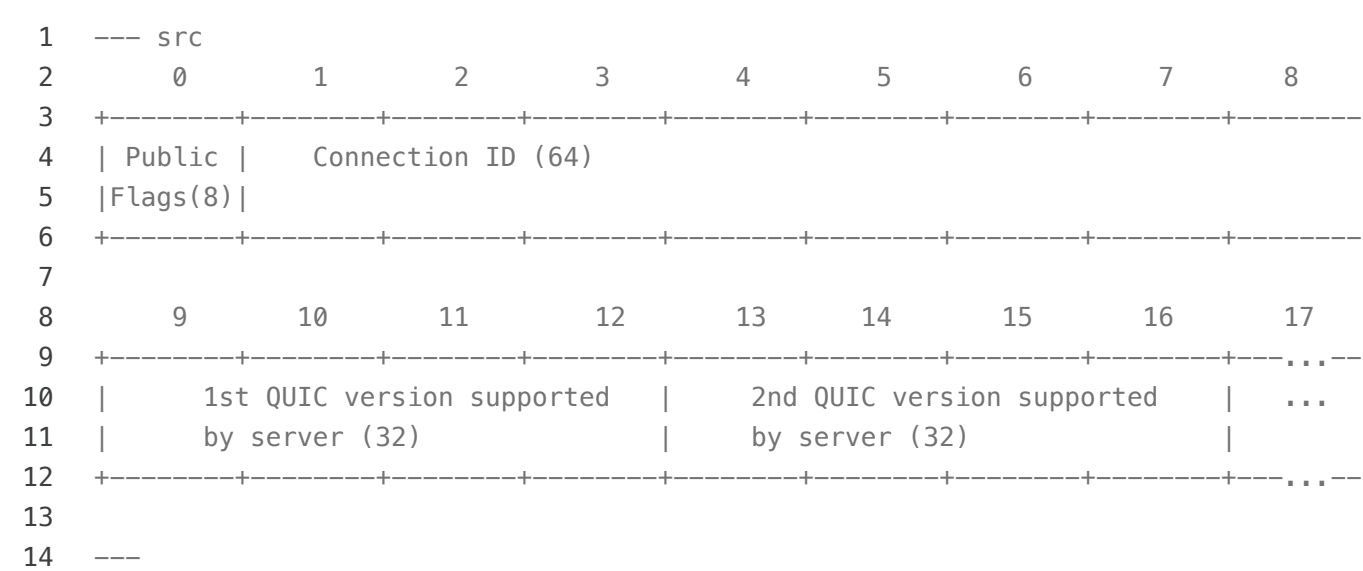 1 --- src
2      0        1        2        3        4        5        6        7       8
3 +--------+--------+--------+--------+--------+--------+--------+--------+--------
4 | Public |    Connection ID (64)
5 |Flags(8)|
6 +--------+--------+--------+--------+--------+--------+--------+--------+--------
7
8      9       10       11        12       13      14       15       16       17
9 +--------+--------+--------+--------+--------+--------+--------+--------+---...--
10 |      1st QUIC version supported   |     2nd QUIC version supported    |   ...
11 |      by server (32)               |     by server (32)                |
12 +--------+--------+--------+--------+--------+--------+--------+--------+---...--
13
14 ---